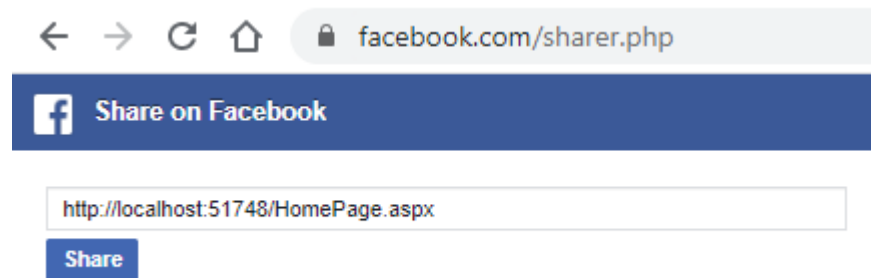 facebook.com/sharer.php
f Share on Facebook
http://localhost:51748/HomePage.aspx
Share